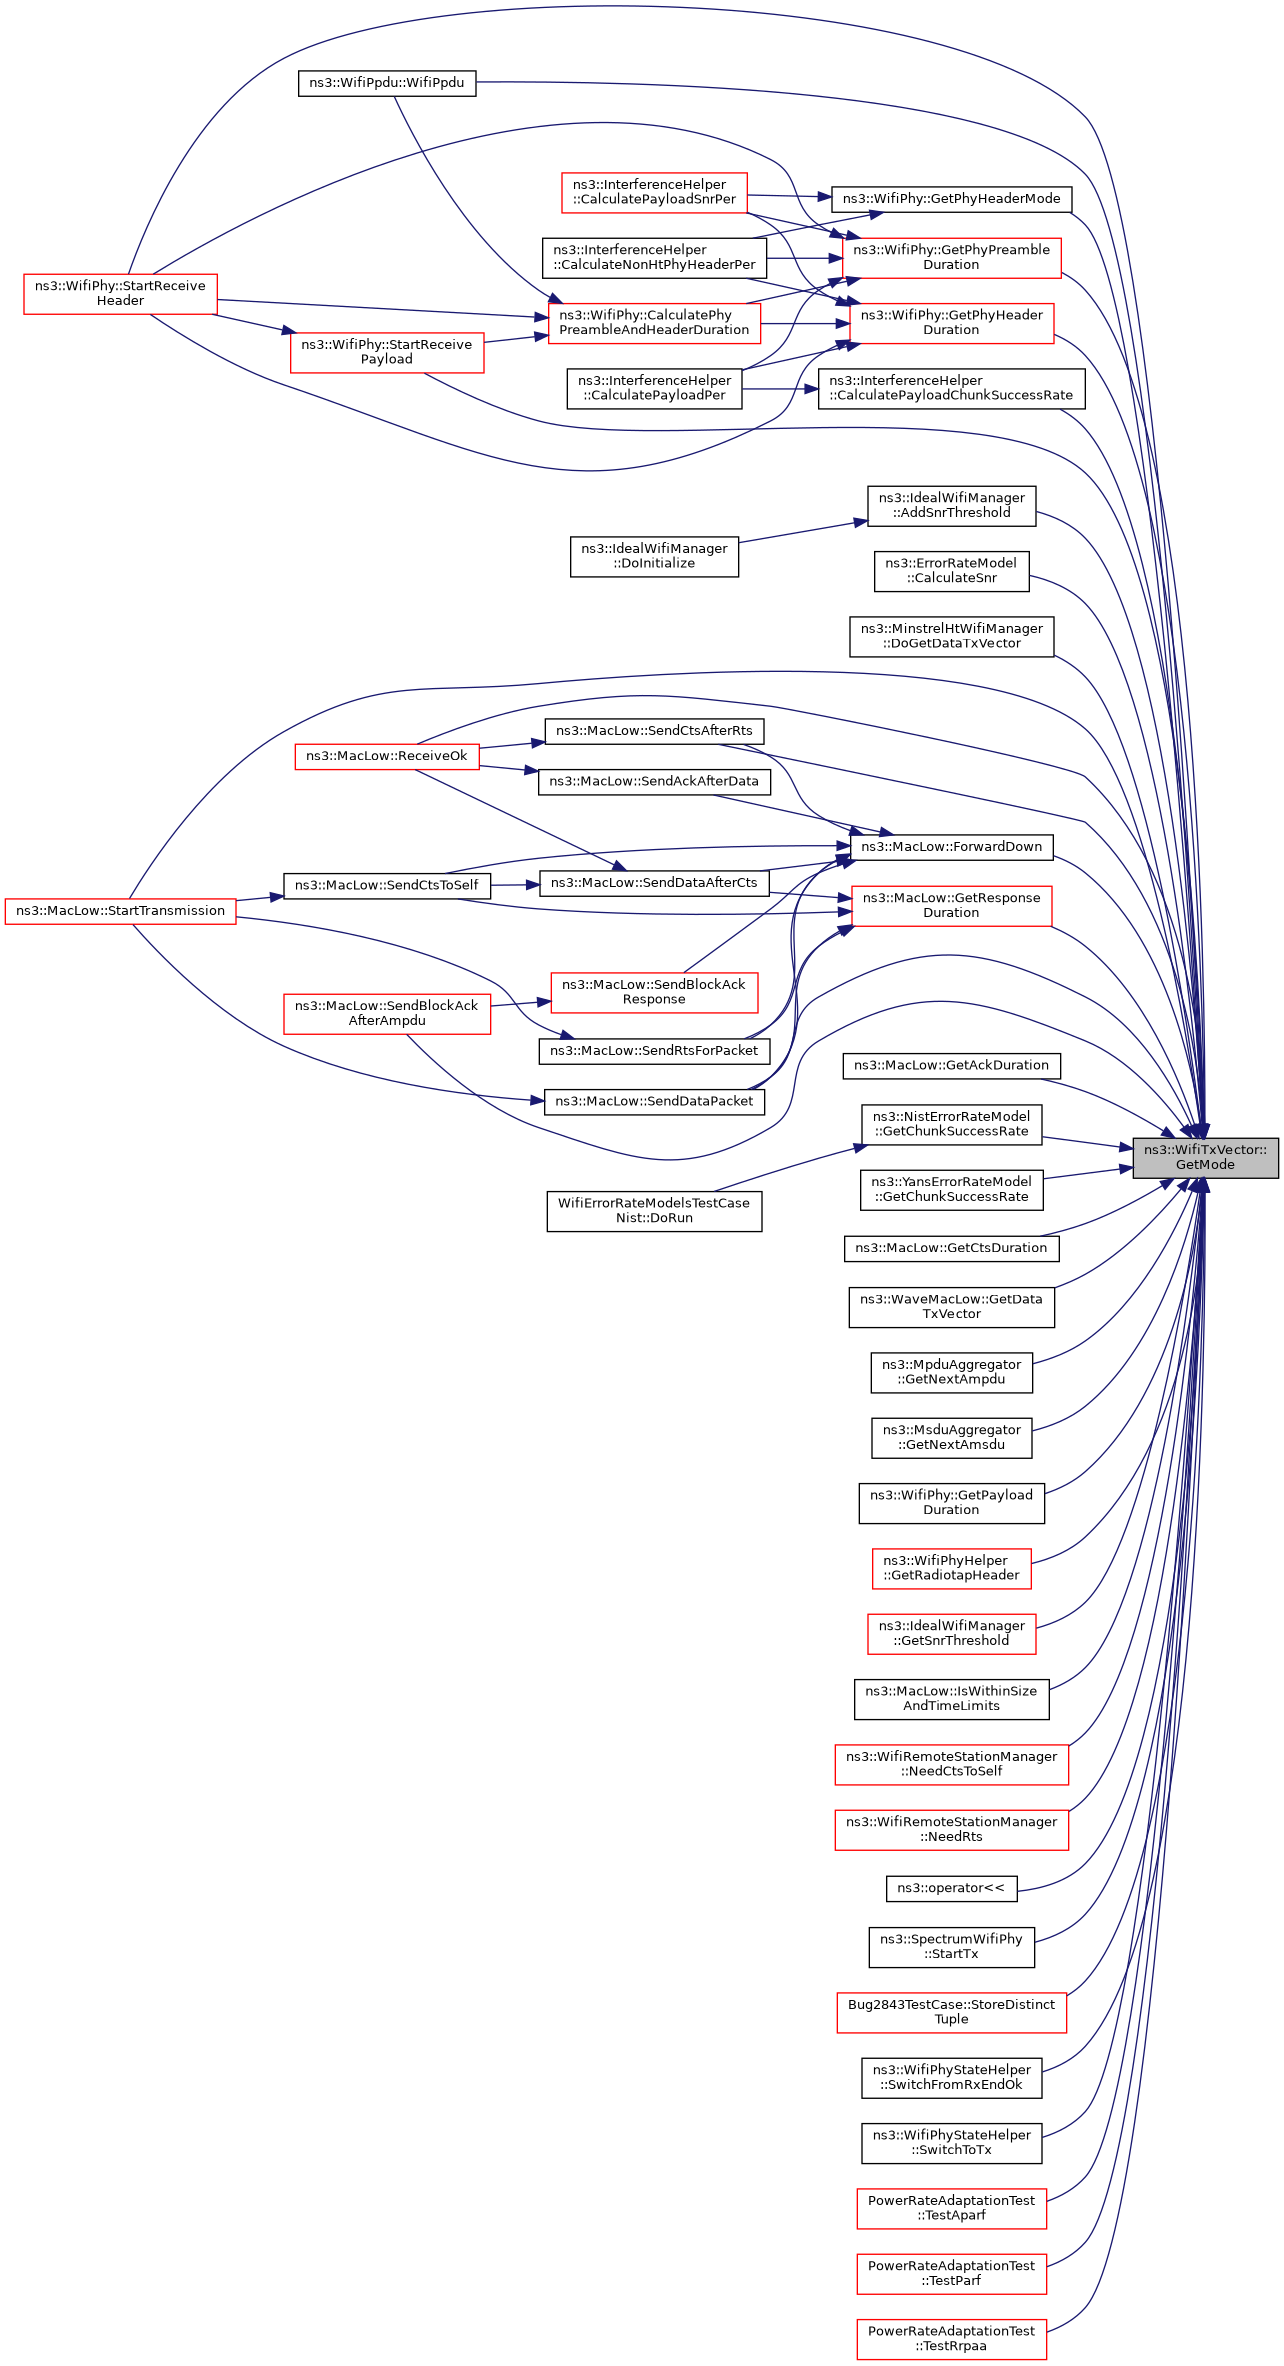 ns3::WifiPpdu::WifiPpdu
ns3::InterferenceHelper
::CalculatePayloadSnrPer
ns3::WifiPhy::GetPhyHeaderMode
ns3::InterferenceHelper
::CalculateNonHtPhyHeaderPer
ns3::WifiPhy::GetPhyPreamble
Duration
ns3::WifiPhy::StartReceive
Header
ns3::WifiPhy::CalculatePhy
PreambleAndHeaderDuration
ns3::WifiPhy::GetPhyHeader
Duration
ns3::WifiPhy::StartReceive
Payload
ns3::InterferenceHelper
::CalculatePayloadPer
ns3::InterferenceHelper
::CalculatePayloadChunkSuccessRate
ns3::IdealWifiManager
::AddSnrThreshold
ns3::IdealWifiManager
::DoInitialize
ns3::ErrorRateModel
::CalculateSnr
ns3::MinstrelHtWifiManager
::DoGetDataTxVector
ns3::MacLow::SendCtsAfterRts
ns3::MacLow::ReceiveOk
ns3::MacLow::SendAckAfterData
ns3::MacLow::ForwardDown
ns3::MacLow::SendCtsToSelf
ns3::MacLow::SendDataAfterCts
ns3::MacLow::StartTransmission
ns3::MacLow::GetResponse
Duration
ns3::MacLow::SendBlockAck
Response
ns3::MacLow::SendBlockAck
AfterAmpdu
ns3::MacLow::SendRtsForPacket
ns3::MacLow::GetAckDuration
ns3::MacLow::SendDataPacket
ns3::NistErrorRateModel
::GetChunkSuccessRate
ns3::WifiTxVector::
GetMode
ns3::YansErrorRateModel
::GetChunkSuccessRate
WifiErrorRateModelsTestCase
Nist::DoRun
ns3::MacLow::GetCtsDuration
ns3::WaveMacLow::GetData
TxVector
ns3::MpduAggregator
::GetNextAmpdu
ns3::MsduAggregator
::GetNextAmsdu
ns3::WifiPhy::GetPayload
Duration
ns3::WifiPhyHelper
::GetRadiotapHeader
ns3::IdealWifiManager
::GetSnrThreshold
ns3::MacLow::IsWithinSize
AndTimeLimits
ns3::WifiRemoteStationManager
::NeedCtsToSelf
ns3::WifiRemoteStationManager
::NeedRts
ns3::operator<<
ns3::SpectrumWifiPhy
::StartTx
Bug2843TestCase::StoreDistinct
Tuple
ns3::WifiPhyStateHelper
::SwitchFromRxEndOk
ns3::WifiPhyStateHelper
::SwitchToTx
PowerRateAdaptationTest
::TestAparf
PowerRateAdaptationTest
::TestParf
PowerRateAdaptationTest
::TestRrpaa